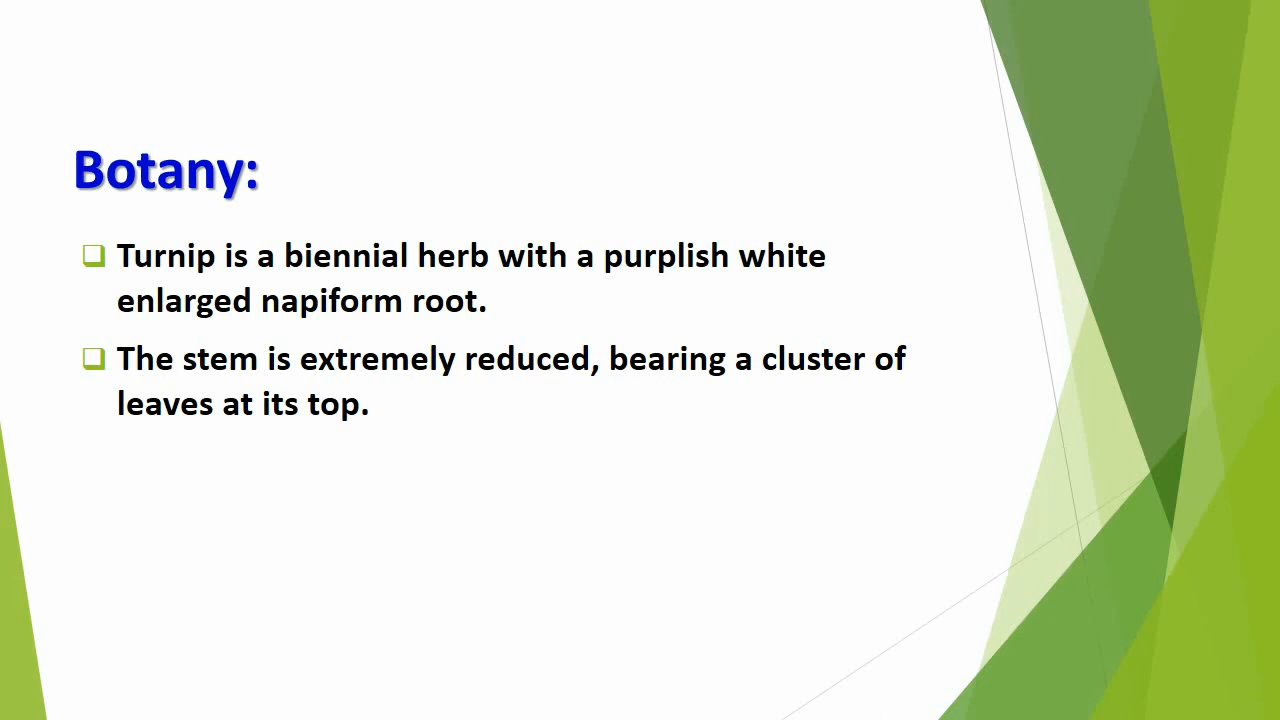 Botany:
Turnip is a biennial herb with a purplish white
enlarged napiform root.
The stem is extremely reduced, bearing a cluster of
leaves at its top.